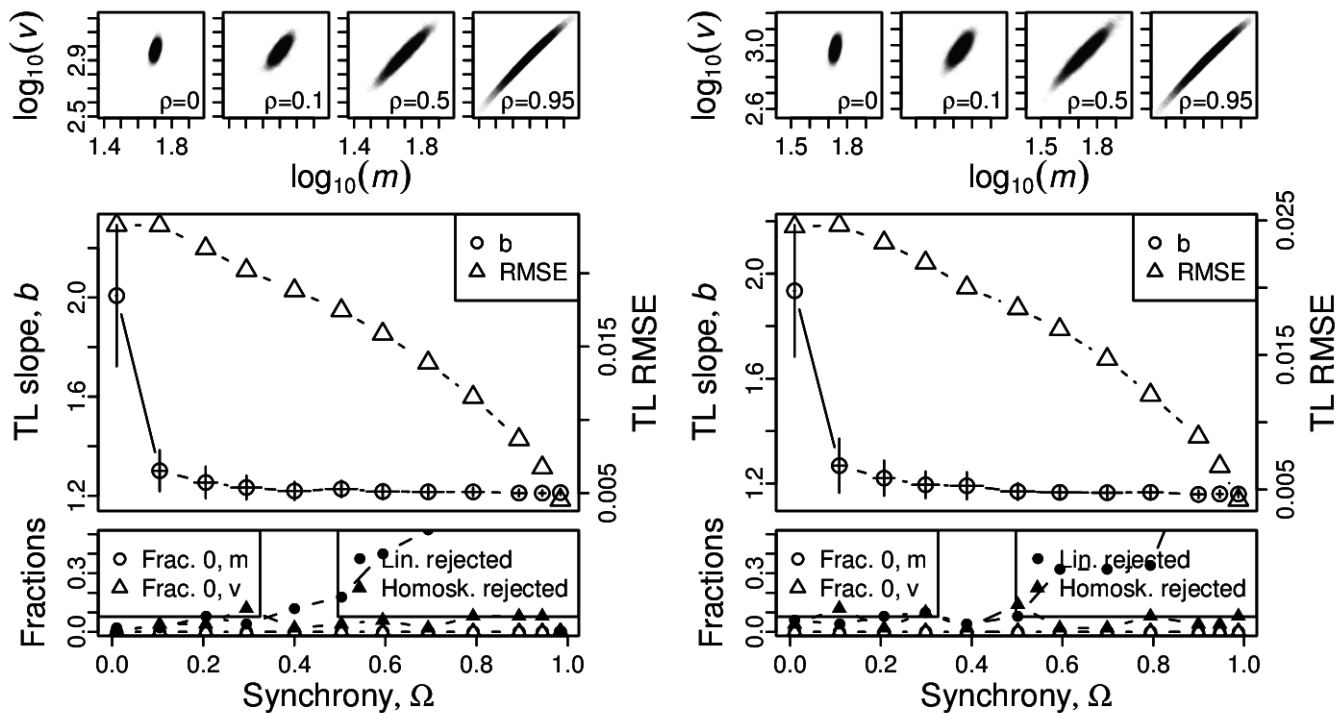 log10(v)
2.5 2.9
ρ=0
ρ=0.1
ρ=0.5
ρ=0.95
1.4 1.8 1.4 1.8
log10(m)
TL slope, b
1.2 1.6 2.0
b
RMSE
0.005 0.015
TL RMSE
Fractions
0.0 0.3
Frac. 0, m
Frac. 0, v
Lin. rejected
Homosk. rejected
0.0 0.2 0.4 0.6 0.8 1.0
Synchrony, Ω
log10(v)
2.6 3.0
ρ=0
ρ=0.1
ρ=0.5
ρ=0.95
1.5 1.8 1.5 1.8
log10(m)
TL slope, b
1.2 1.6 2.0
b
RMSE
0.005 0.015 0.025
TL RMSE
Fractions
0.0 0.3
Frac. 0, m
Frac. 0, v
Lin. rejected
Homosk. rejected
0.0 0.2 0.4 0.6 0.8 1.0
Synchrony, Ω